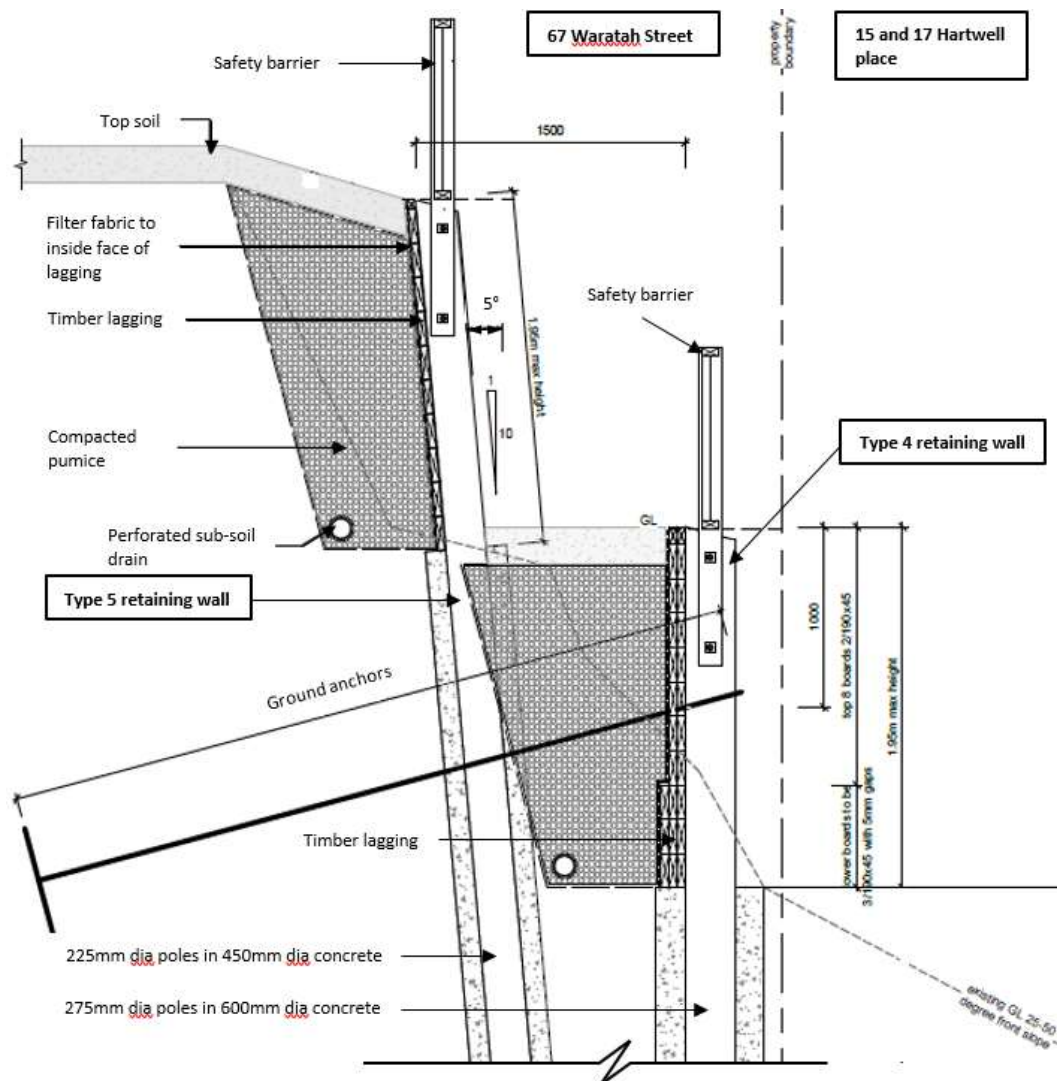 67 Waratah Street
property
boundary
15 and 17 Hartwell
place
Safety barrier
Top soil
1500
Filter fabric to
inside face of
lagging
Timber lagging
5°
1.95m max height
1
10
Safety barrier
Compacted
pumice
Type 4 retaining wall
GL
Perforated sub-soil
drain
Type 5 retaining wall
1000
top 8 boards 2/190x45
1.95m max height
Ground anchors
lower boards to be
3/190x45 with 5mm gaps
Timber lagging
225mm dia poles in 450mm dia concrete
275mm dia poles in 600mm dia concrete
existing GL 25-50
degree front slope